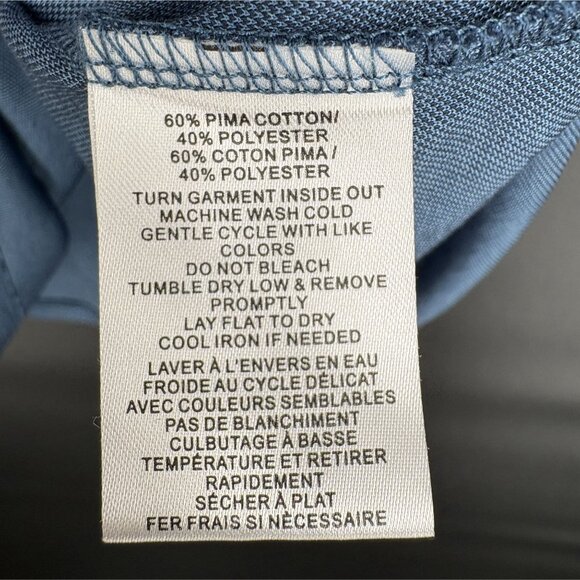 60% PIMA COTTON/
40% POLYESTER
60% COTON PIMA /
40% POLYESTER
TURN GARMENT INSIDE OUT
MACHINE WASH COLD
GENTLE CYCLE WITH LIKE
COLORS
DO NOT BLEACH
TUMBLE DRY LOW & REMOVE
PROMPTLY
LAY FLAT TO DRY
COOL IRON IF NEEDED
LAVER À L'ENVERS EN EAU
FROIDE AU CYCLE DÉLICAT
AVEC COULEURS SEMBLABLES
PAS DE BLANCHIMENT
CULBUTAGE À BASSE
TEMPÉRATURE ET RETIRER
RAPIDEMENT
SÉCHER À PLAT
FER FRAIS SI NÈCESSAIRE